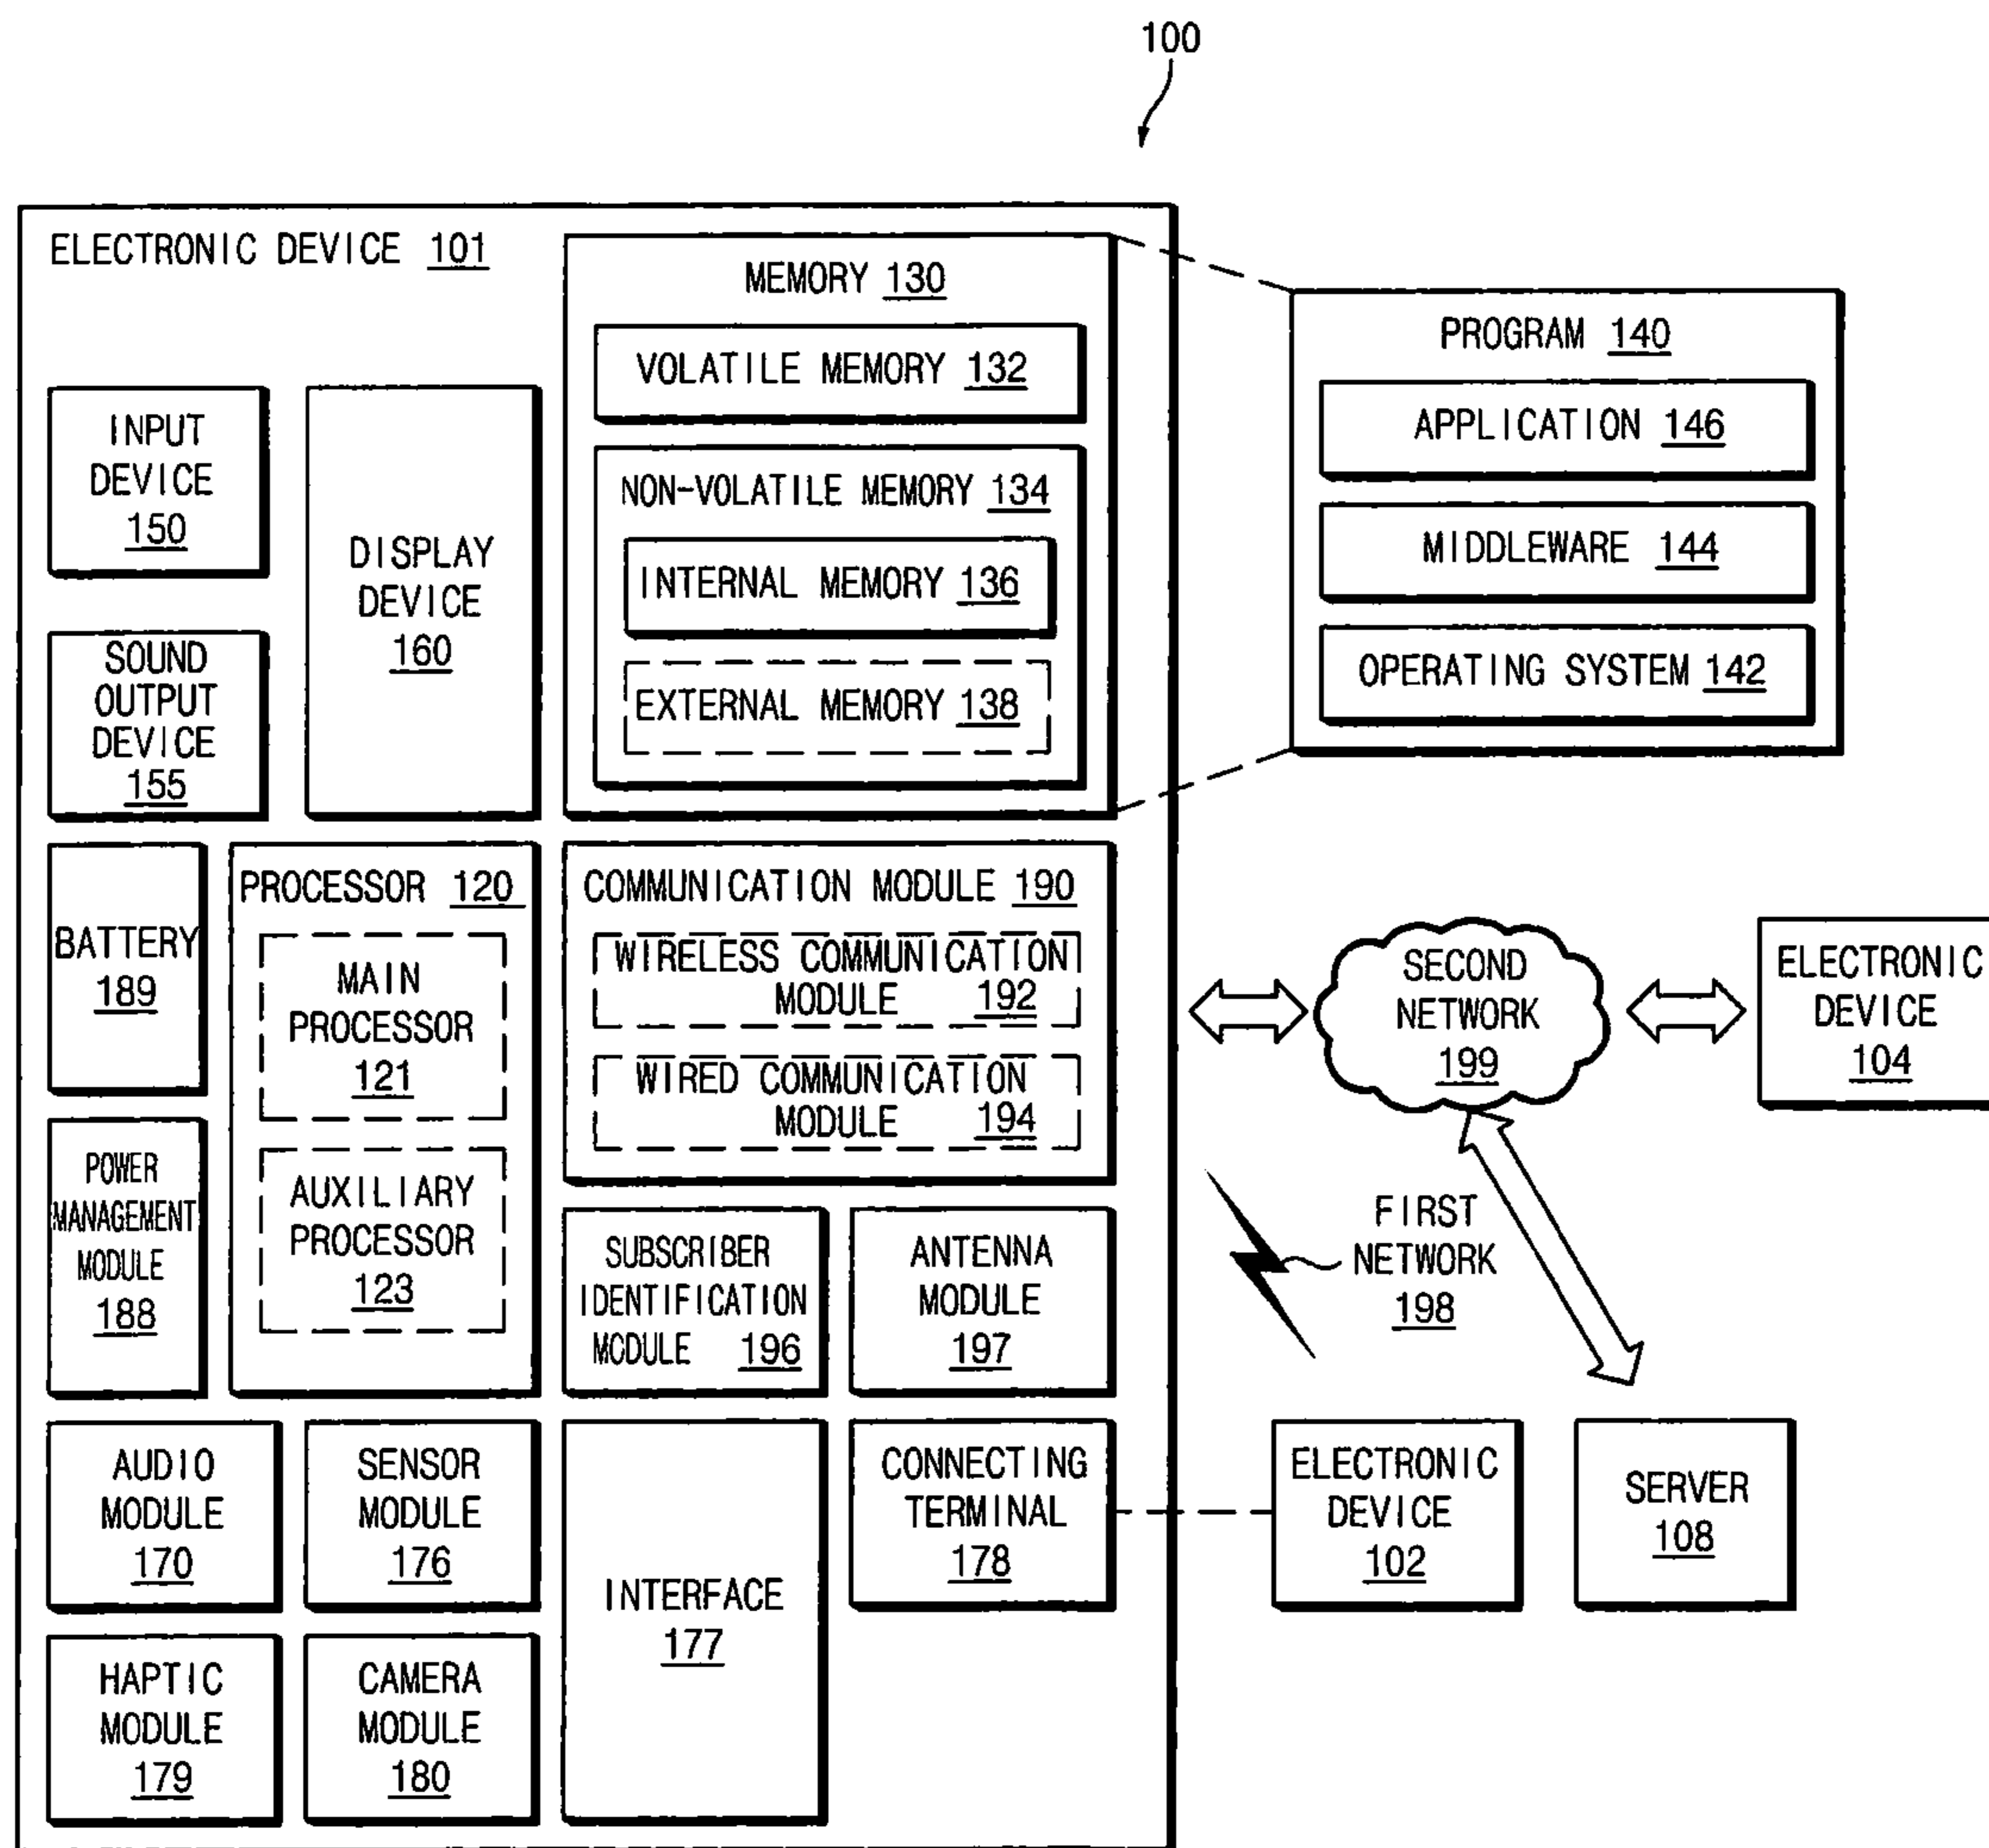 100
ELECTRONIC DEVICE 101
MEMORY 130
VOLATILE MEMORY 132
NON-VOLATILE MEMORY 134
INTERNAL MEMORY 136
EXTERNAL MEMORY 138
PROGRAM 140
APPLICATION 146
MIDDLEWARE 144
OPERATING SYSTEM 142
INPUT
DEVICE
150
DISPLAY
DEVICE
160
SOUND
OUTPUT
DEVICE
155
BATTERY
189
PROCESSOR 120
MAIN
PROCESSOR
121
AUXILIARY
PROCESSOR
123
COMMUNICATION MODULE 190
WIRELESS COMMUNICATION
MODULE 192
WIRED COMMUNICATION
MODULE 194
SECOND
NETWORK
199
ELECTRONIC
DEVICE
104
POWER
MANAGEMENT
MODULE
188
SUBSCRIBER
IDENTIFICATION
MODULE 196
ANTENNA
MODULE
197
FIRST
NETWORK
198
AUDIO
MODULE
170
SENSOR
MODULE
176
INTERFACE
177
CONNECTING
TERMINAL
178
ELECTRONIC
DEVICE
102
SERVER
108
HAPTIC
MODULE
179
CAMERA
MODULE
180